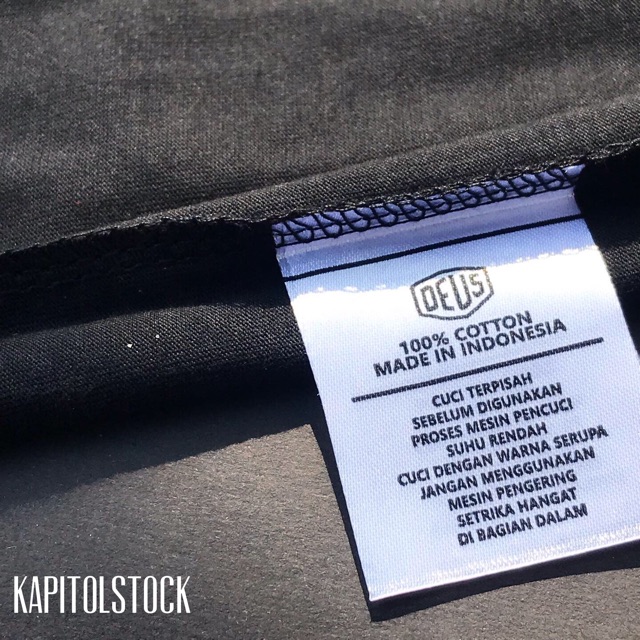 DEUS
100% COTTON
MADE IN INDONESIA
CUCI TERPISAH
SEBELUM DIGUNAKAN
PROSES MESIN PENCUCI
SUHU RENDAH
CUCI DENGAN WARNA SERUPA
JANGAN MENGGUNAKAN
MESIN PENGERING
SETRIKA HANGAT
DI BAGIAN DALAM
KAPITOLSTOCK